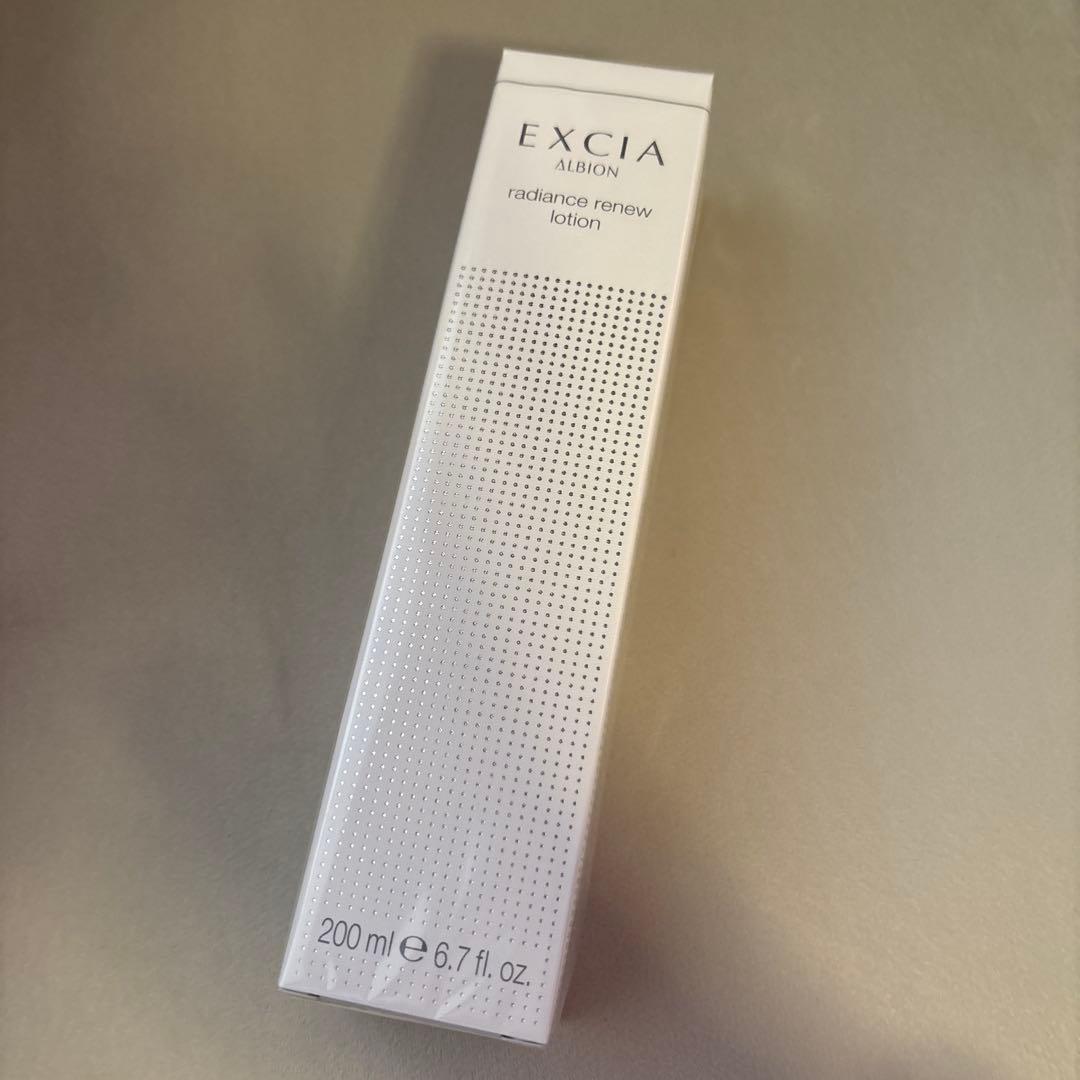 EXCIA
ALBION
radiance renew
lotion
200 ml ℮ 6.7 fl. oz.